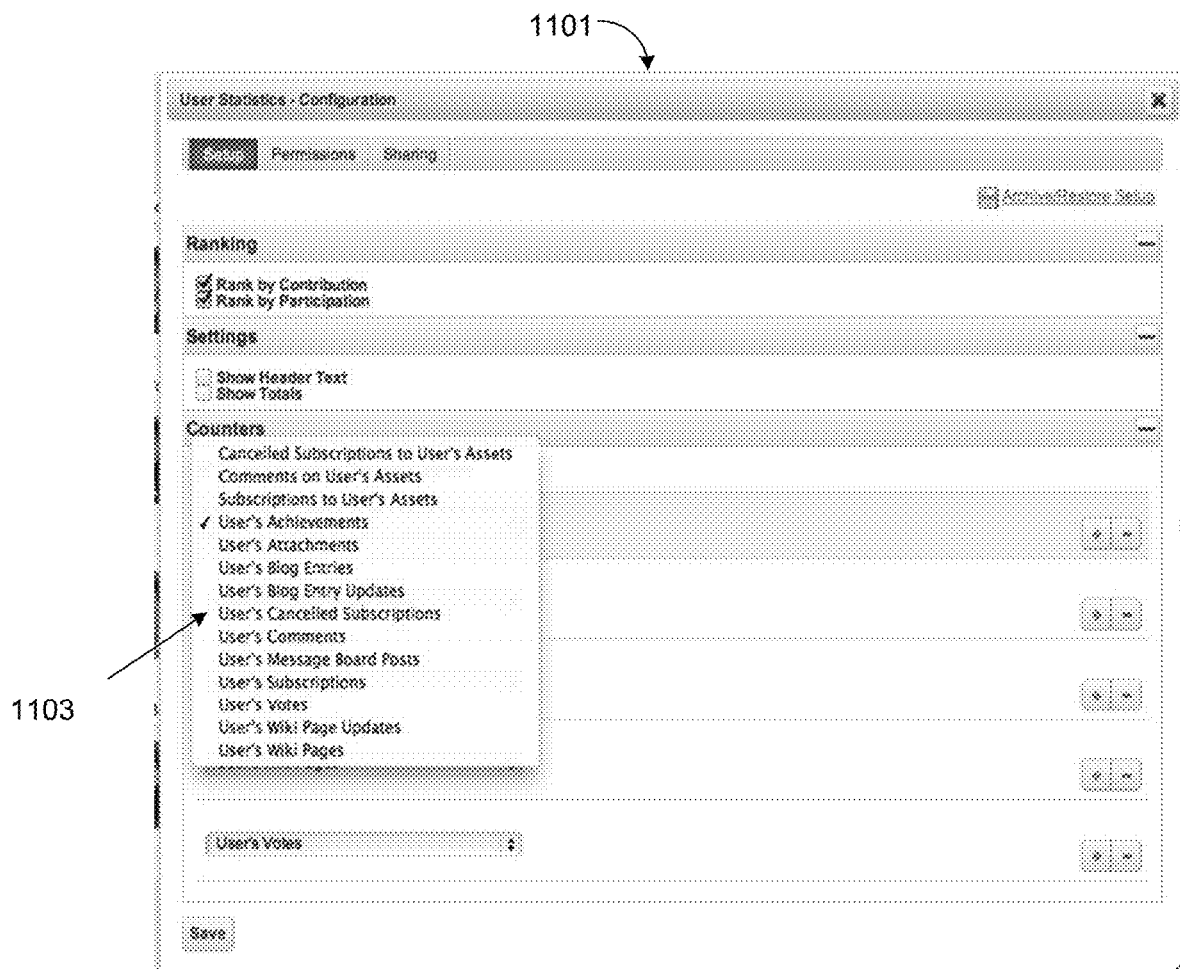 1101
User Statistics - Configuration
Setup Permissions Sharing
Archive/Restore Setup
Ranking
Rank by Contribution
Rank by Participation
Settings
Show Header Text
Show Totals
Counters
Cancelled Subscriptions to User's Assets
Comments on User's Assets
Subscriptions to User's Assets
User's Achievements
User's Attachments
User's Blog Entries
User's Blog Entry Updates
User's Cancelled Subscriptions
User's Comments
User's Message Board Posts
User's Subscriptions
User's Votes
User's Wiki Page Updates
User's Wiki Pages
1103
User's Votes
Save